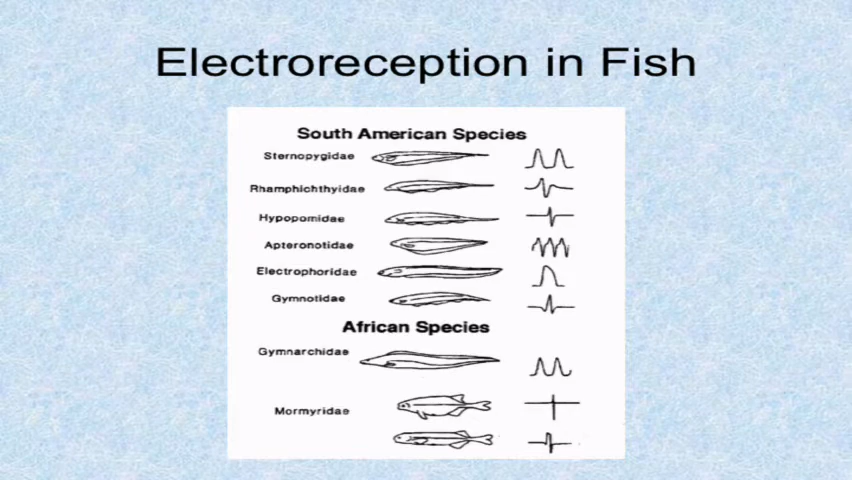 Electroreception in Fish
South American Species
Sternopygidae
Rhamphichthyidae
Hypopomidae
Apteronotidae
Electrophoridae
Gymnotidae
African Species
Gymnarchidae
Mormyridae